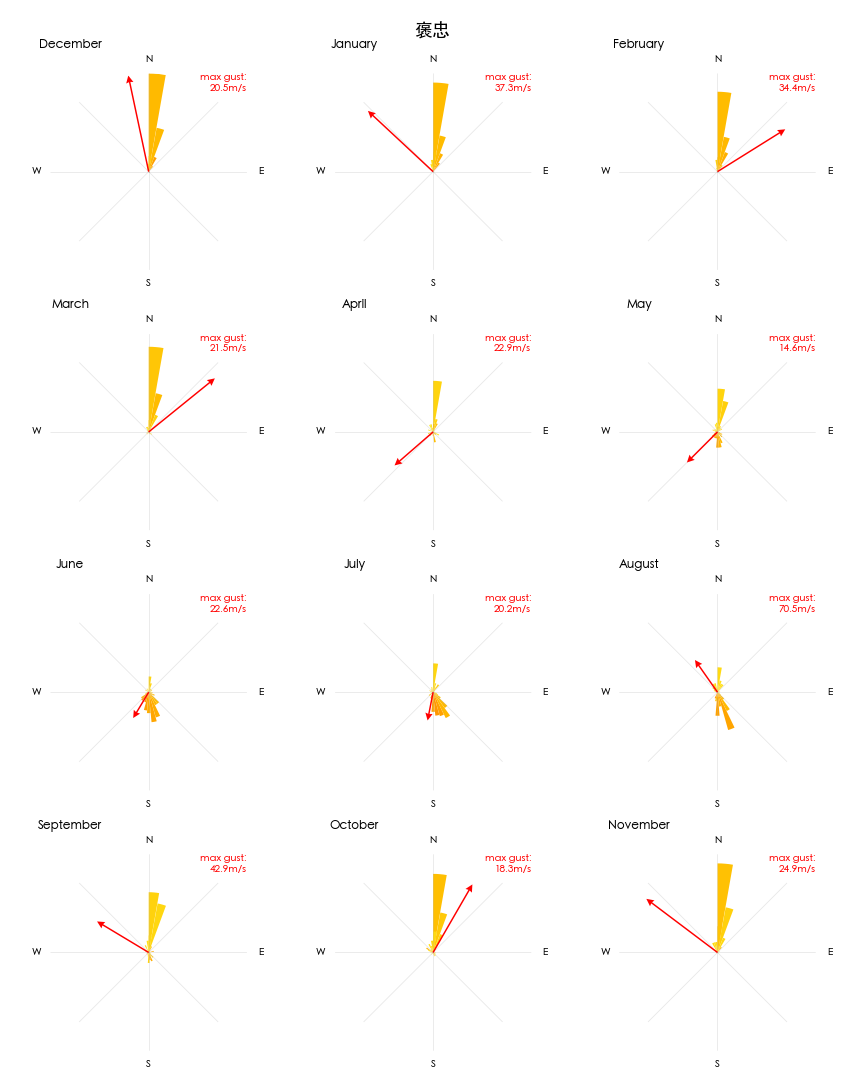 褒忠
December
N
max gust:
20.5m/s
W
E
S
January
N
max gust:
37.3m/s
W
E
S
February
N
max gust:
34.4m/s
W
E
S
March
N
max gust:
21.5m/s
W
E
S
April
N
max gust:
22.9m/s
W
E
S
May
N
max gust:
14.6m/s
W
E
S
June
N
max gust:
22.6m/s
W
E
S
July
N
max gust:
20.2m/s
W
E
S
August
N
max gust:
70.5m/s
W
E
S
September
N
max gust:
42.9m/s
W
E
S
October
N
max gust:
18.3m/s
W
E
S
November
N
max gust:
24.9m/s
W
E
S